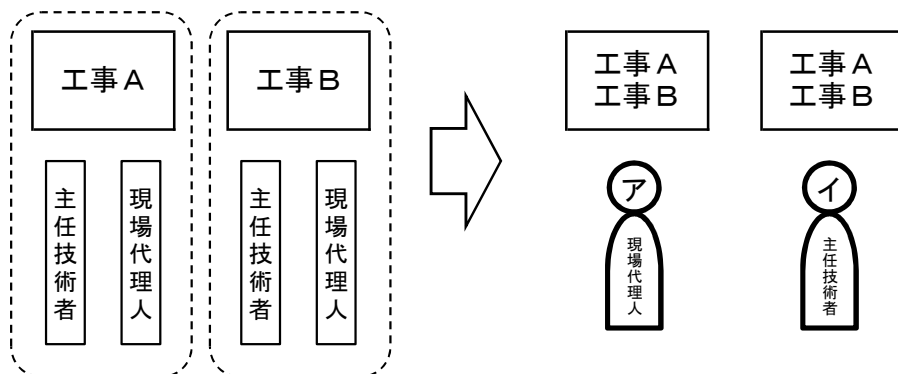 工事Ａ
主任技術者
現場代理人
工事Ｂ
主任技術者
現場代理人
工事Ａ
工事Ｂ
ア
現場代理人
工事Ａ
工事Ｂ
イ
主任技術者